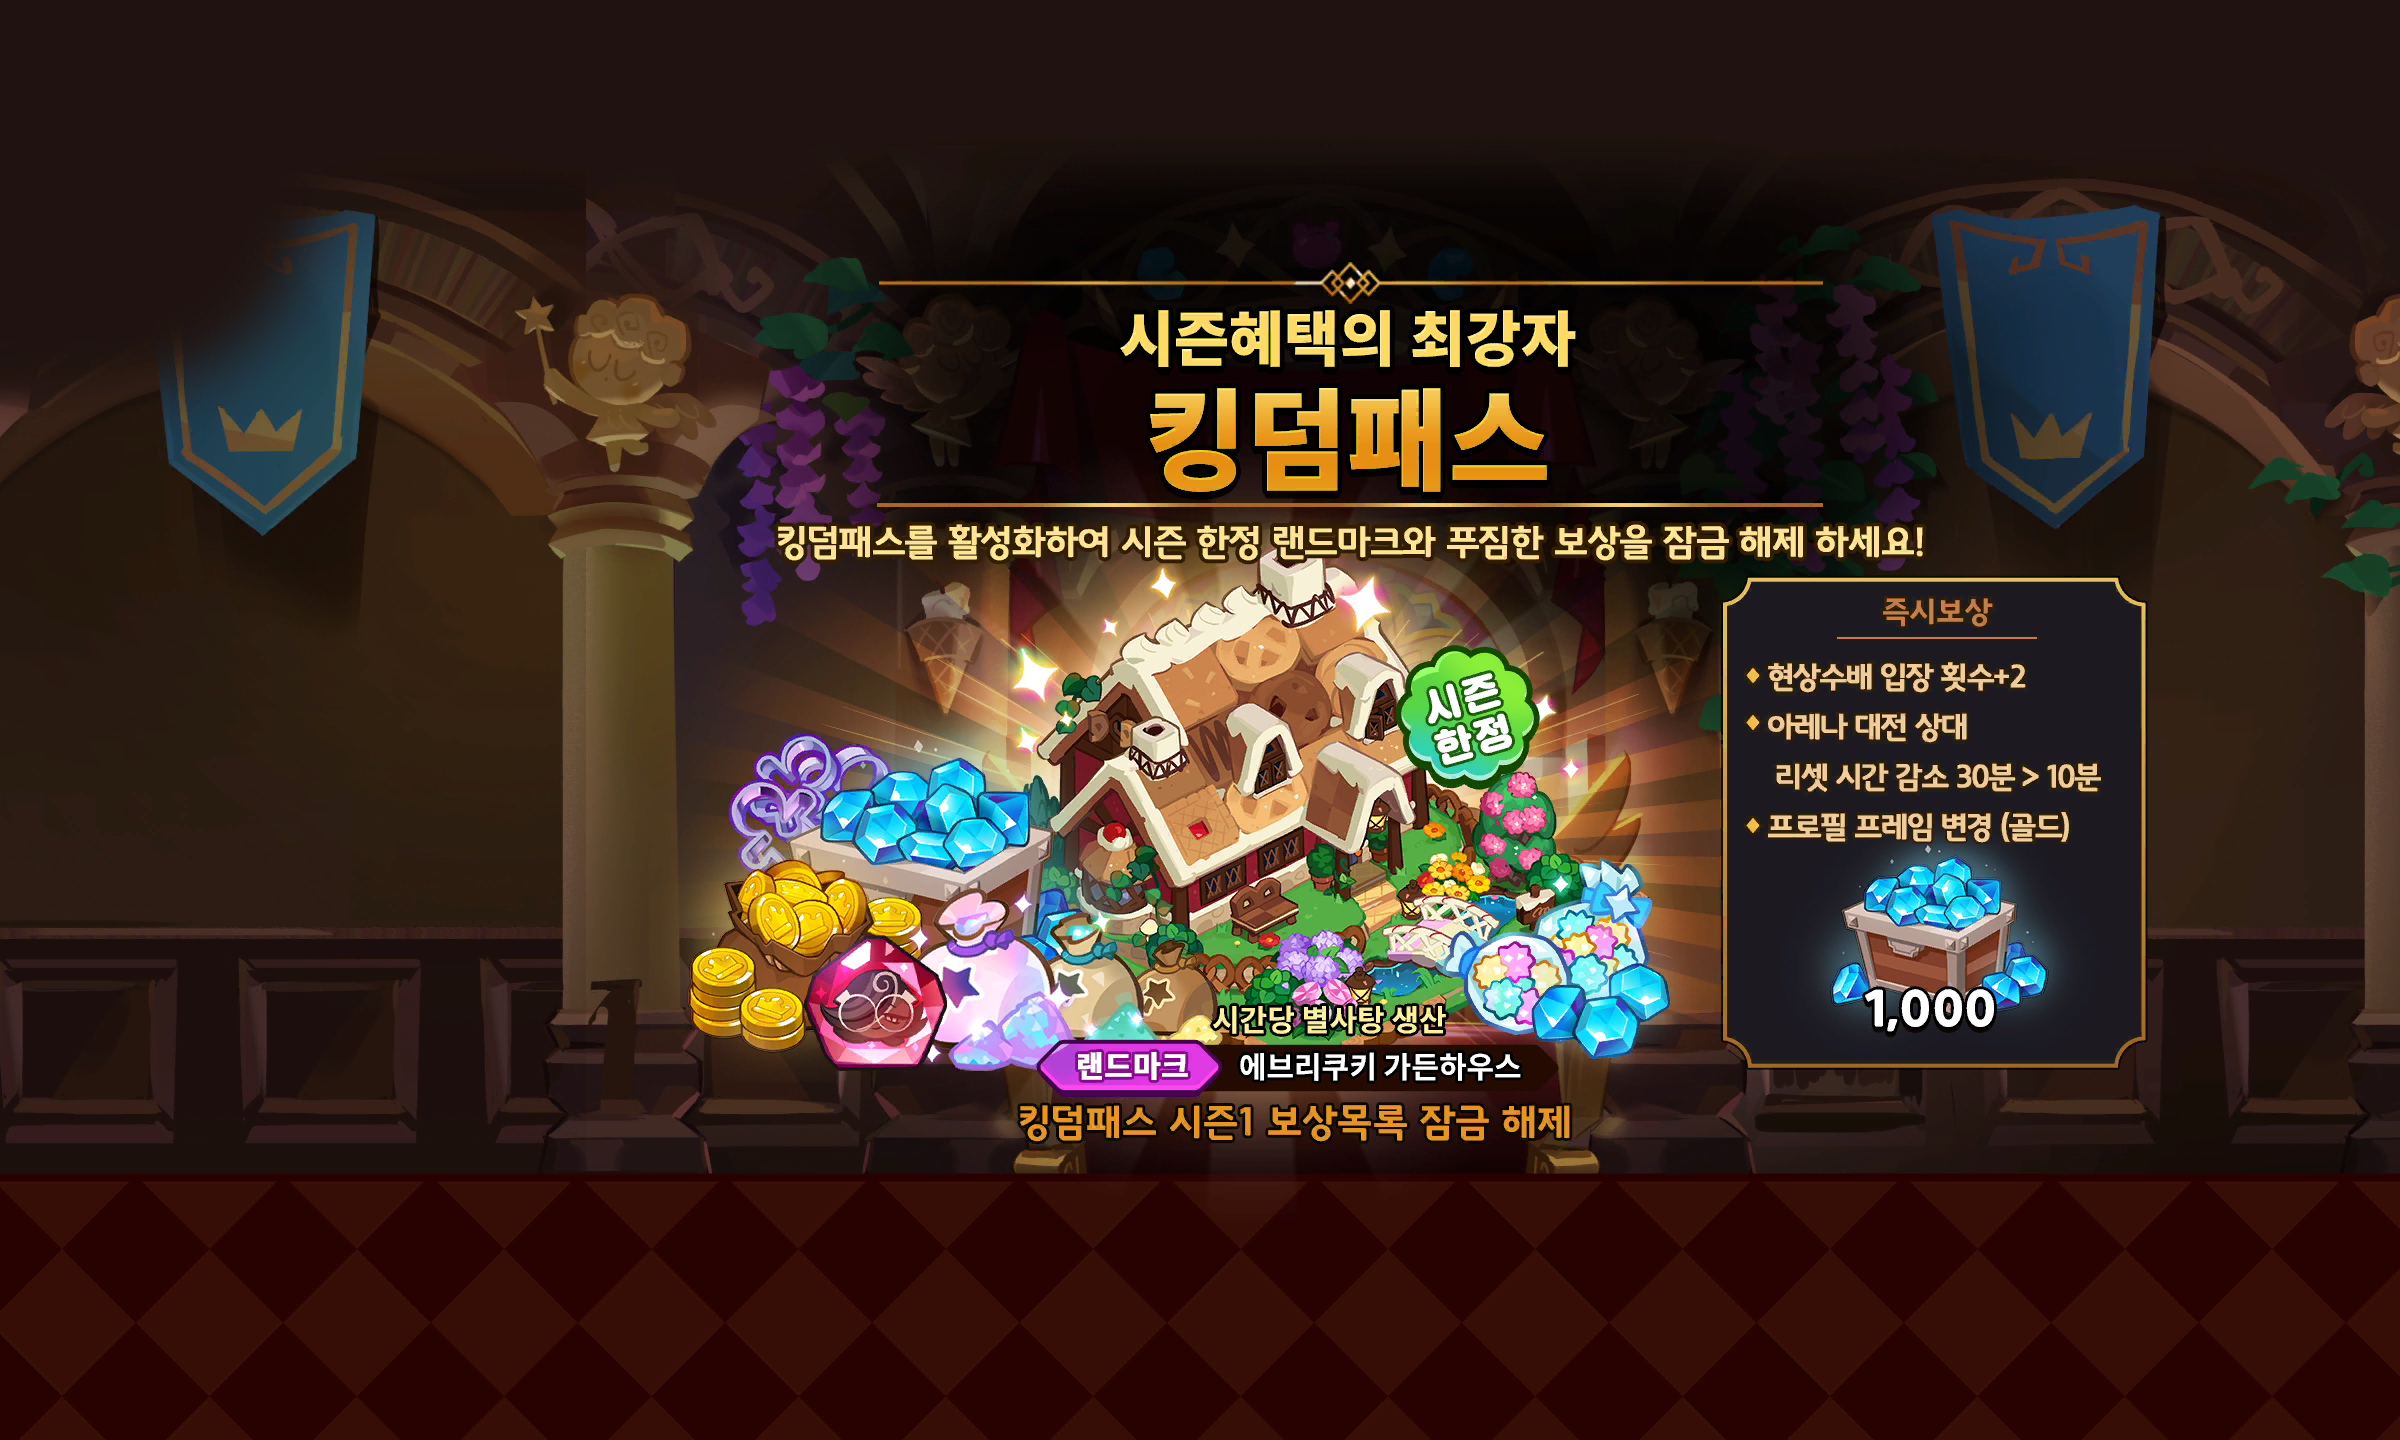 시즌혜택의 최강자
킹덤패스
킹덤패스를 활성화하여 시즌 한정 랜드마크와 푸짐한 보상을 잠금 해제 하세요!
시즌
한정
즉시보상
현상수배 입장 횟수+2
아레나 대전 상대
리셋 시간 감소 30분 > 10분
프로필 프레임 변경 (골드)
1,000
시간당 별사탕 생산
랜드마크 에브리쿠키 가든하우스
킹덤패스 시즌1 보상목록 잠금 해제